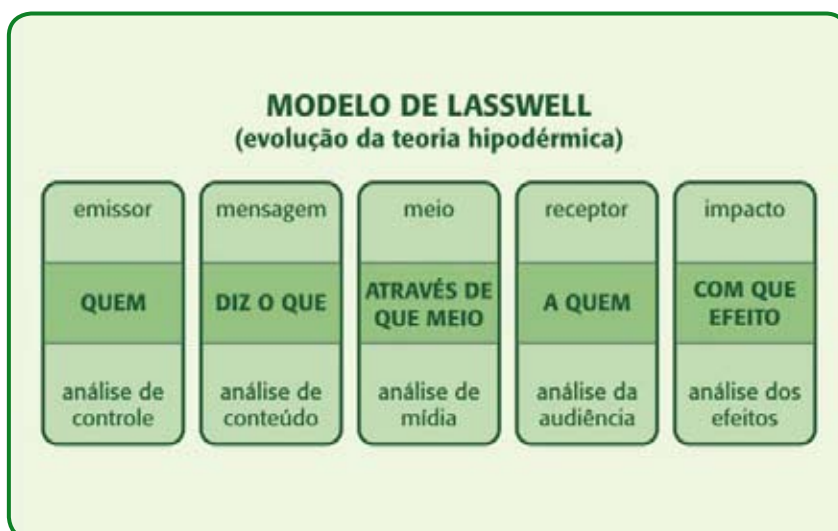 MODELO DE LASSWELL
(evolução da teoria hipodérmica)
emissor
QUEM
análise de
controle
mensagem
DIZ O QUE
análise de
conteúdo
meio
ATRAVÉS DE
QUE MEIO
análise de
mídia
receptor
A QUEM
análise da
audiência
impacto
COM QUE
EFEITO
análise dos
efeitos